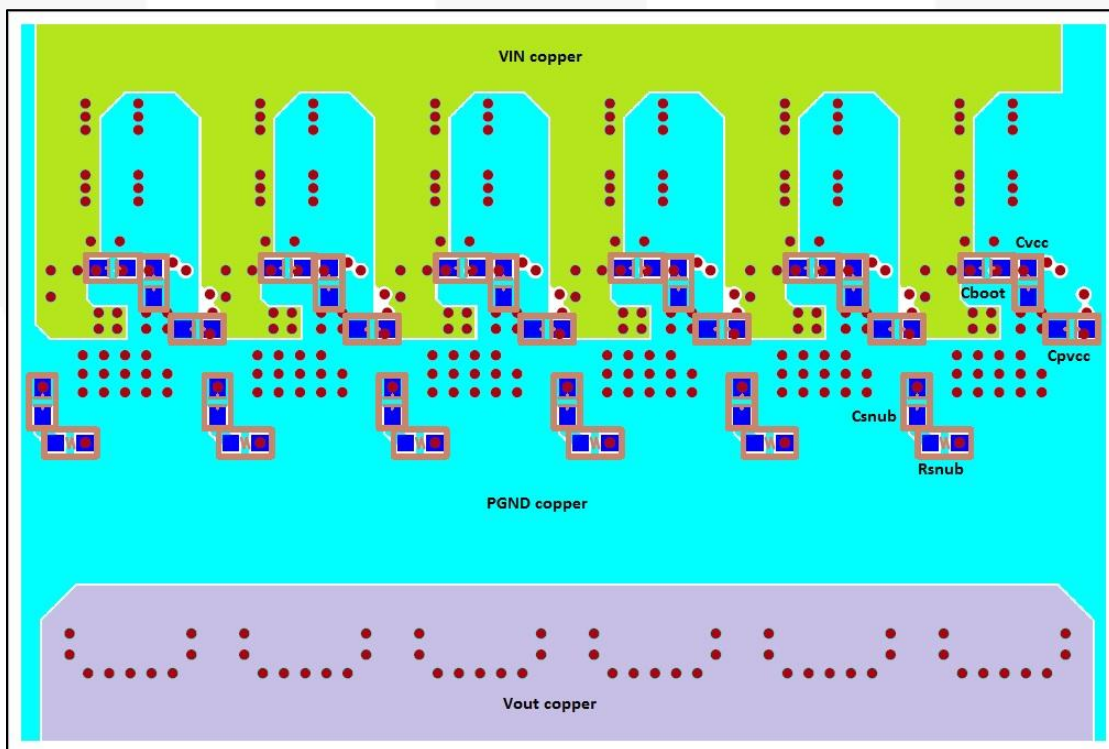 VIN copper
Cvcc
Cboot
Cpvcc
Csnub
Rsnub
PGND copper
Vout copper